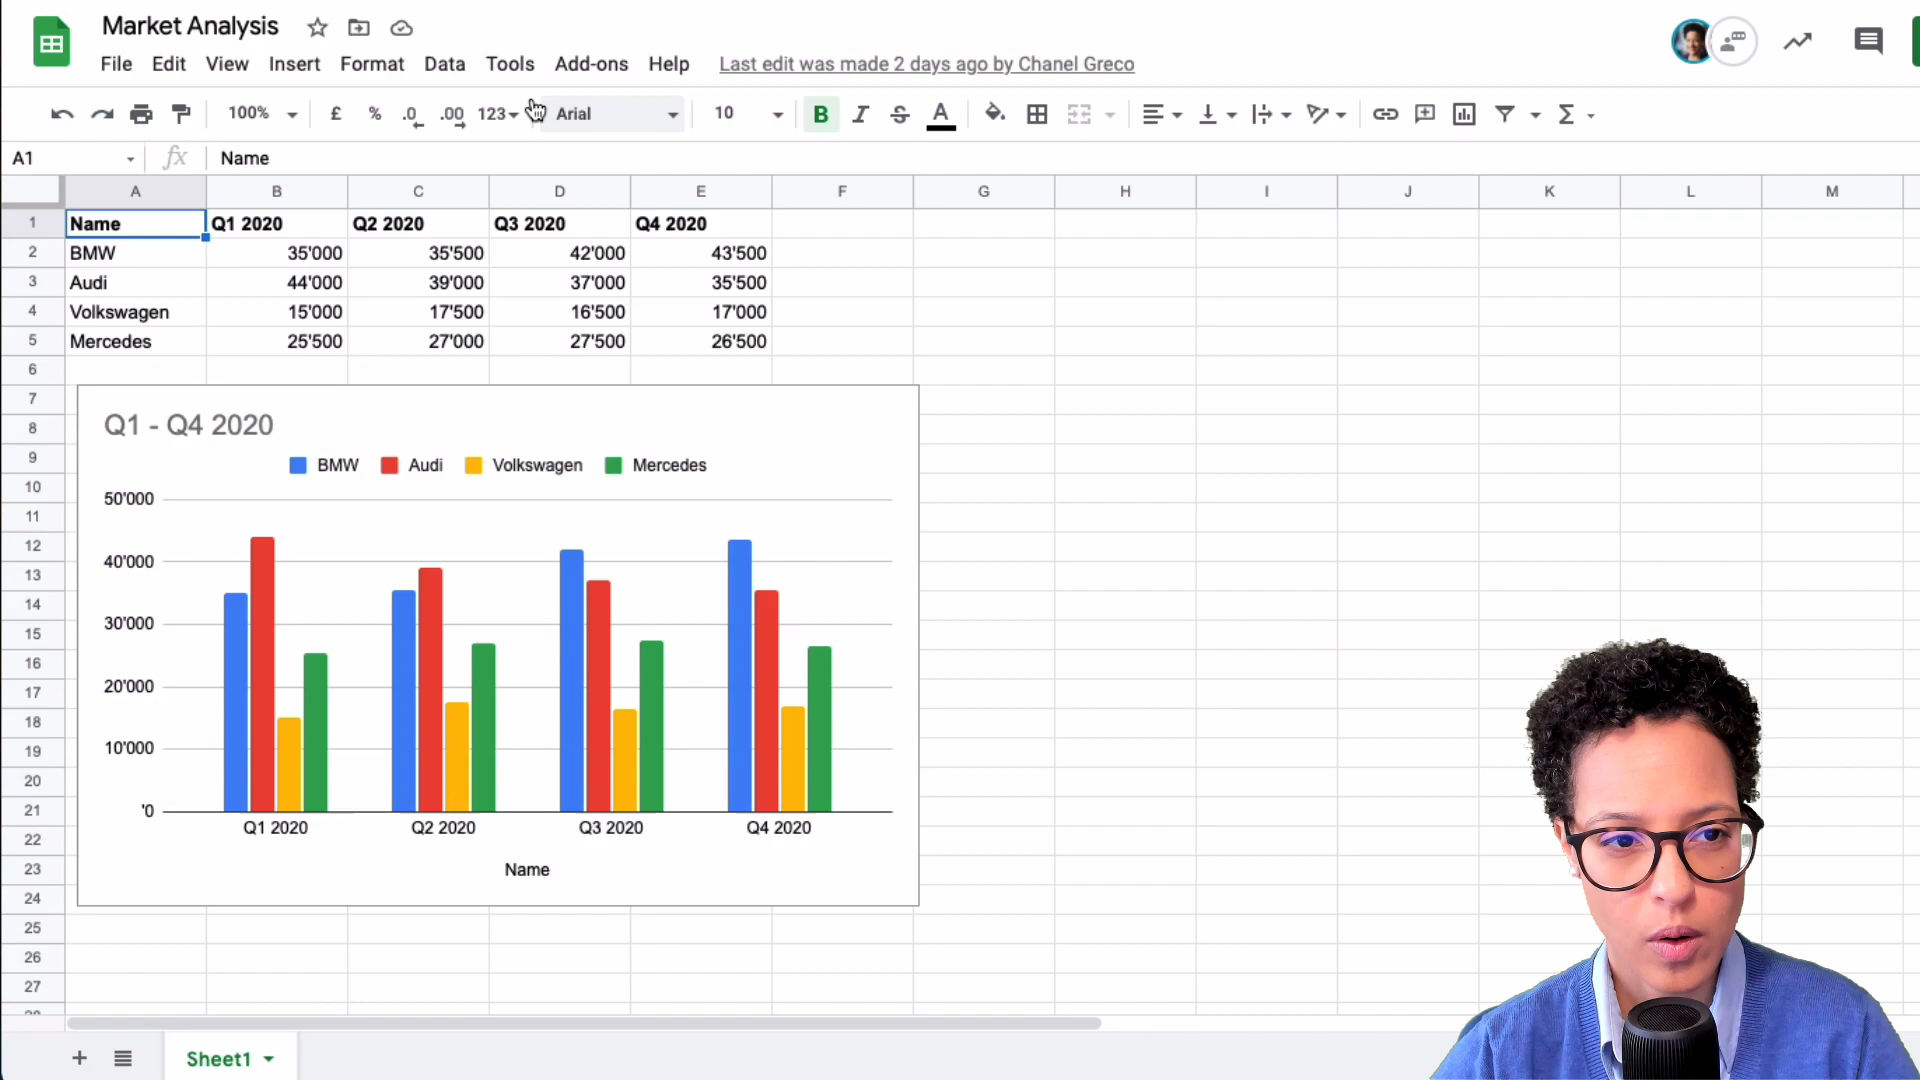 Market Analysis
File Edit View Insert Format Data Tools Add-ons Help Last edit was made 2 days ago by Chanel Greco
100% £ % .0 .00 123 Arial 10 B I S A Σ
A1 fx Name
A B C D E F G H I J K L M
1 Name Q1 2020 Q2 2020 Q3 2020 Q4 2020
2 BMW 35'000 35'500 42'000 43'500
3 Audi 44'000 39'000 37'000 35'500
4 Volkswagen 15'000 17'500 16'500 17'000
5 Mercedes 25'500 27'000 27'500 26'500
6
7
8
9
10
11
12
13
14
15
16
17
18
19
20
21
22
23
24
25
26
27
Q1 - Q4 2020
BMW Audi Volkswagen Mercedes
50'000
40'000
30'000
20'000
10'000
'0
Q1 2020 Q2 2020 Q3 2020 Q4 2020
Name
Sheet1